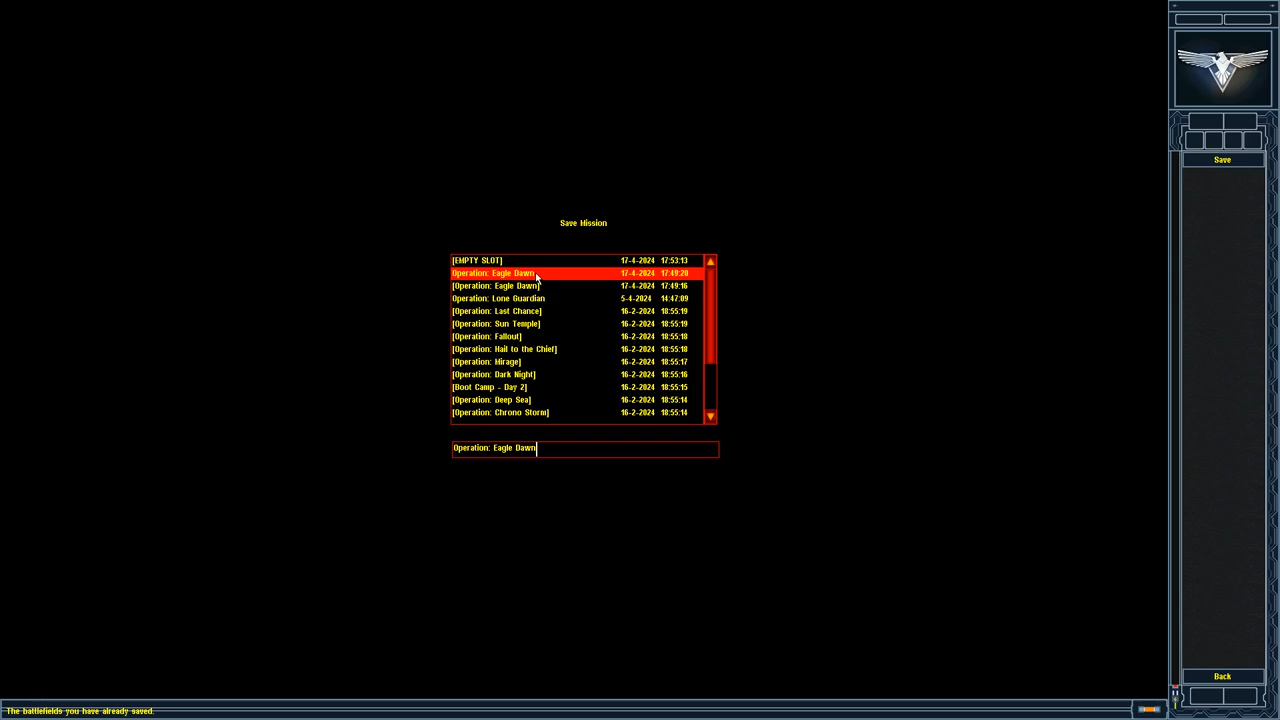 Save
Save Mission
[EMPTY SLOT] 17-4-2024 17:53:13
Operation: Eagle Dawn 17-4-2024 17:49:20
[Operation: Eagle Dawn] 17-4-2024 17:49:16
Operation: Lone Guardian 5-4-2024 14:47:09
[Operation: Last Chance] 16-2-2024 18:55:19
[Operation: Sun Temple] 16-2-2024 18:55:19
[Operation: Fallout] 16-2-2024 18:55:18
[Operation: Hail to the Chief] 16-2-2024 18:55:18
[Operation: Mirage] 16-2-2024 18:55:17
[Operation: Dark Night] 16-2-2024 18:55:16
[Boot Camp - Day 2] 16-2-2024 18:55:15
[Operation: Deep Sea] 16-2-2024 18:55:14
[Operation: Chrono Storm] 16-2-2024 18:55:14
Operation: Eagle Dawn
Back
The battlefields you have already saved.